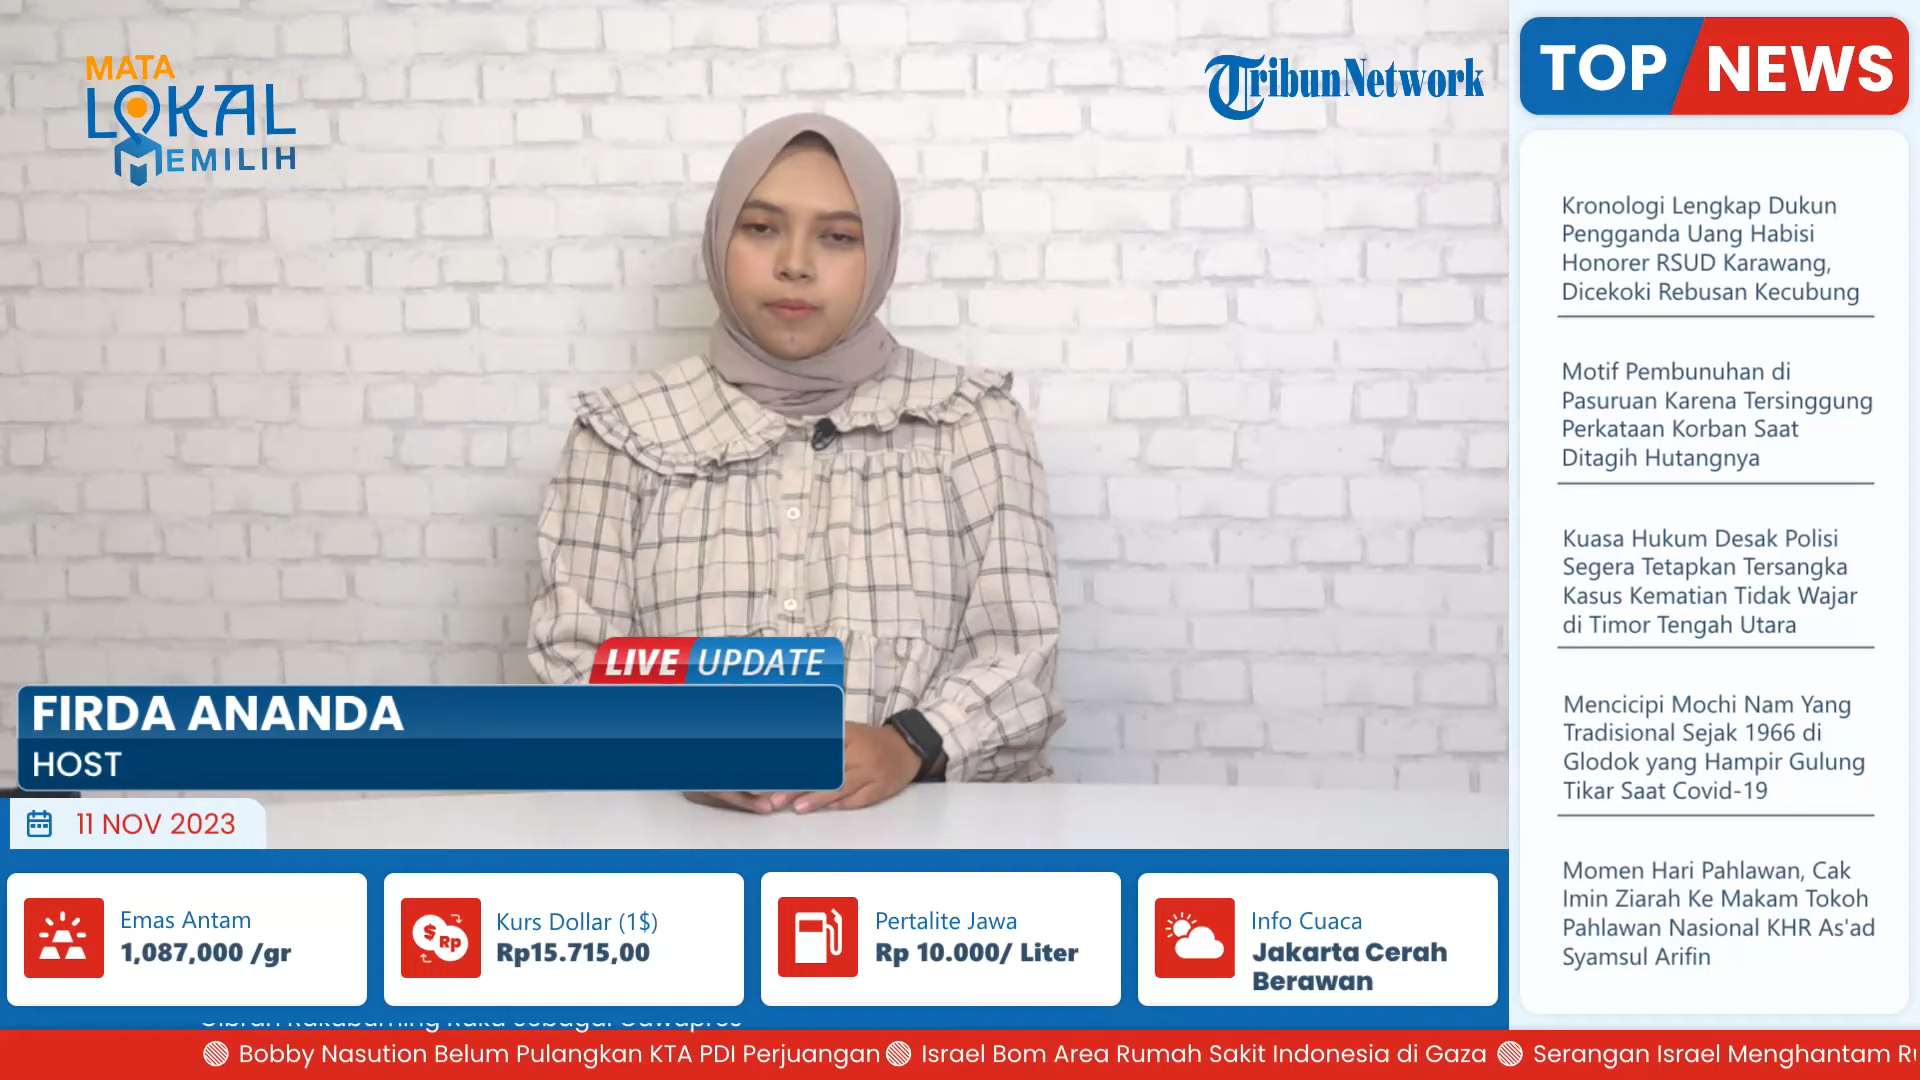 MATA
LOKAL
MEMILIH
TribunNetwork
TOP NEWS
Kronologi Lengkap Dukun
Pengganda Uang Habisi
Honorer RSUD Karawang,
Dicekoki Rebusan Kecubung
Motif Pembunuhan di
Pasuruan Karena Tersinggung
Perkataan Korban Saat
Ditagih Hutangnya
Kuasa Hukum Desak Polisi
Segera Tetapkan Tersangka
Kasus Kematian Tidak Wajar
di Timor Tengah Utara
Mencicipi Mochi Nam Yang
Tradisional Sejak 1966 di
Glodok yang Hampir Gulung
Tikar Saat Covid-19
Momen Hari Pahlawan, Cak
Imin Ziarah Ke Makam Tokoh
Pahlawan Nasional KHR As'ad
Syamsul Arifin
LIVE UPDATE
FIRDA ANANDA
HOST
11 NOV 2023
Emas Antam
1,087,000 /gr
Kurs Dollar (1$)
Rp15.715,00
Pertalite Jawa
Rp 10.000/ Liter
Info Cuaca
Jakarta Cerah
Berawan
Bobby Nasution Belum Pulangkan KTA PDI Perjuangan Israel Bom Area Rumah Sakit Indonesia di Gaza Serangan Israel Menghantam